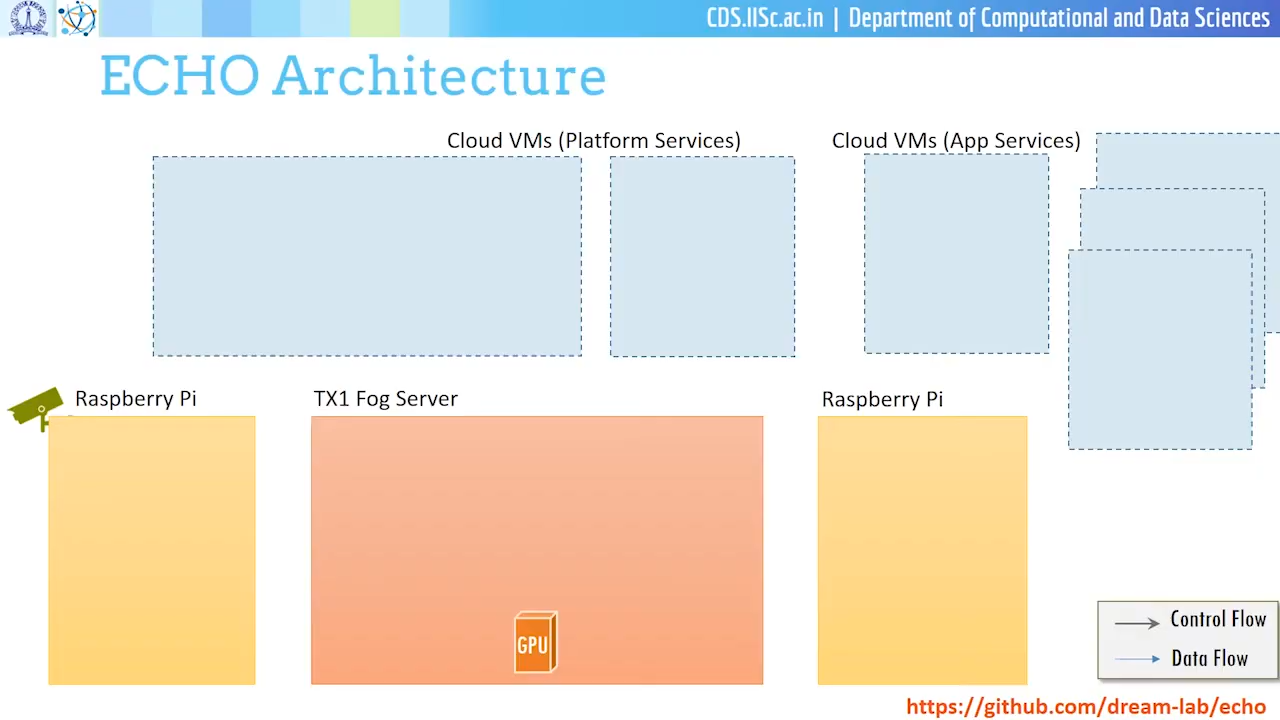 CDS.IISc.ac.in | Department of Computational and Data Sciences
ECHO Architecture
Cloud VMs (Platform Services)
Cloud VMs (App Services)
Raspberry Pi
TX1 Fog Server
Raspberry Pi
GPU
Control Flow
Data Flow
https://github.com/dream-lab/echo